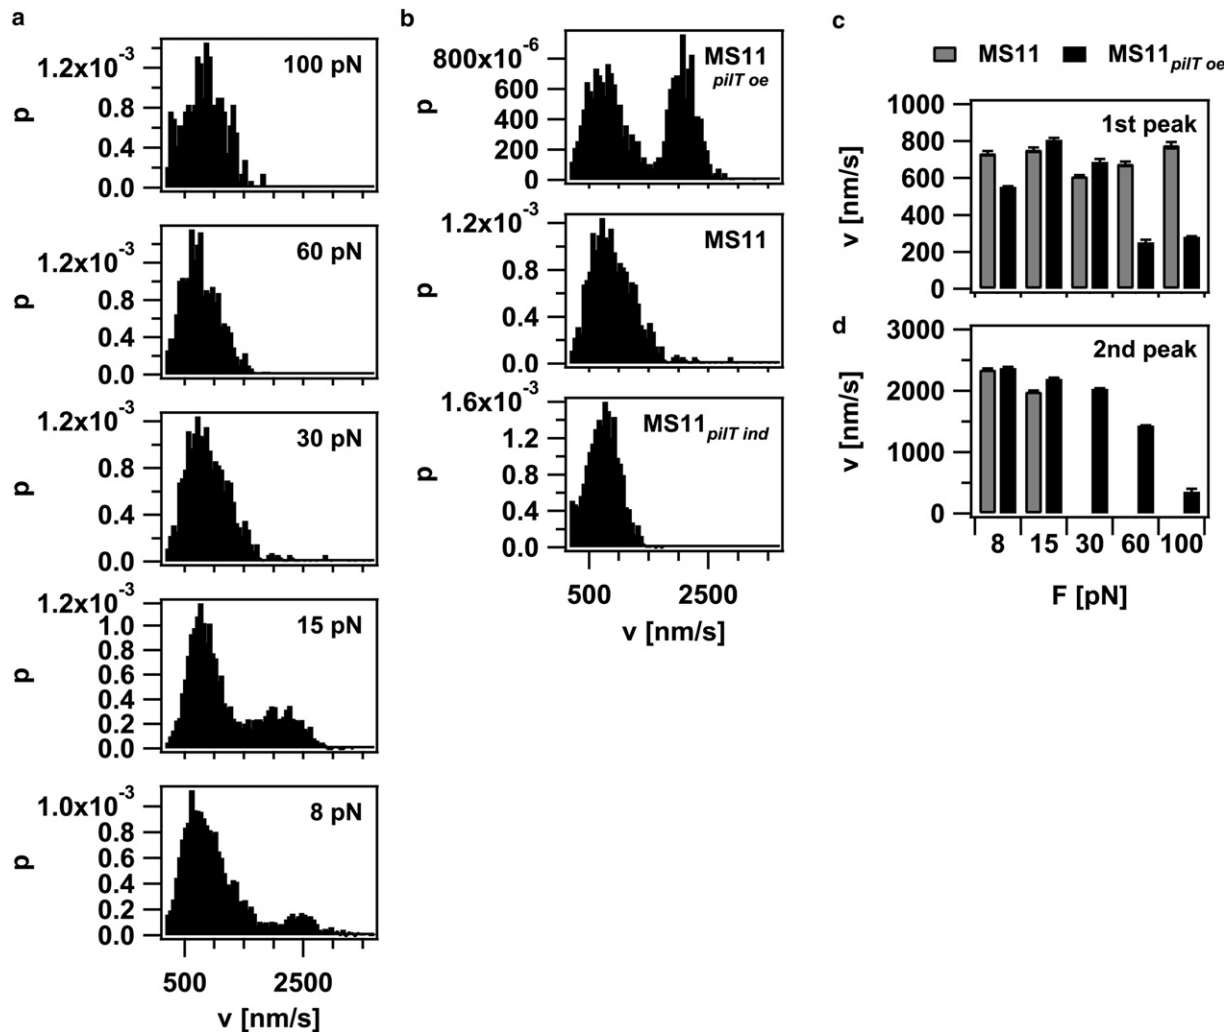 a
1.2x10-3
0.8
0.4
0.0
p
100 pN
1.2x10-3
0.8
0.4
0.0
p
60 pN
1.2x10-3
0.8
0.4
0.0
p
30 pN
1.2x10-3
1.0
0.8
0.6
0.4
0.2
0.0
p
15 pN
1.0x10-3
0.8
0.6
0.4
0.2
0.0
p
8 pN
500 2500
v [nm/s]
b
800x10-6
600
400
200
0
p
MS11
pilT oe
1.2x10-3
0.8
0.4
0.0
p
MS11
1.6x10-3
1.2
0.8
0.4
0.0
p
MS11pilT ind
500 2500
v [nm/s]
c
MS11 MS11pilT oe
1000
800
600
400
200
0
v [nm/s]
1st peak
d
3000
2000
1000
0
v [nm/s]
2nd peak
8 15 30 60 100
F [pN]